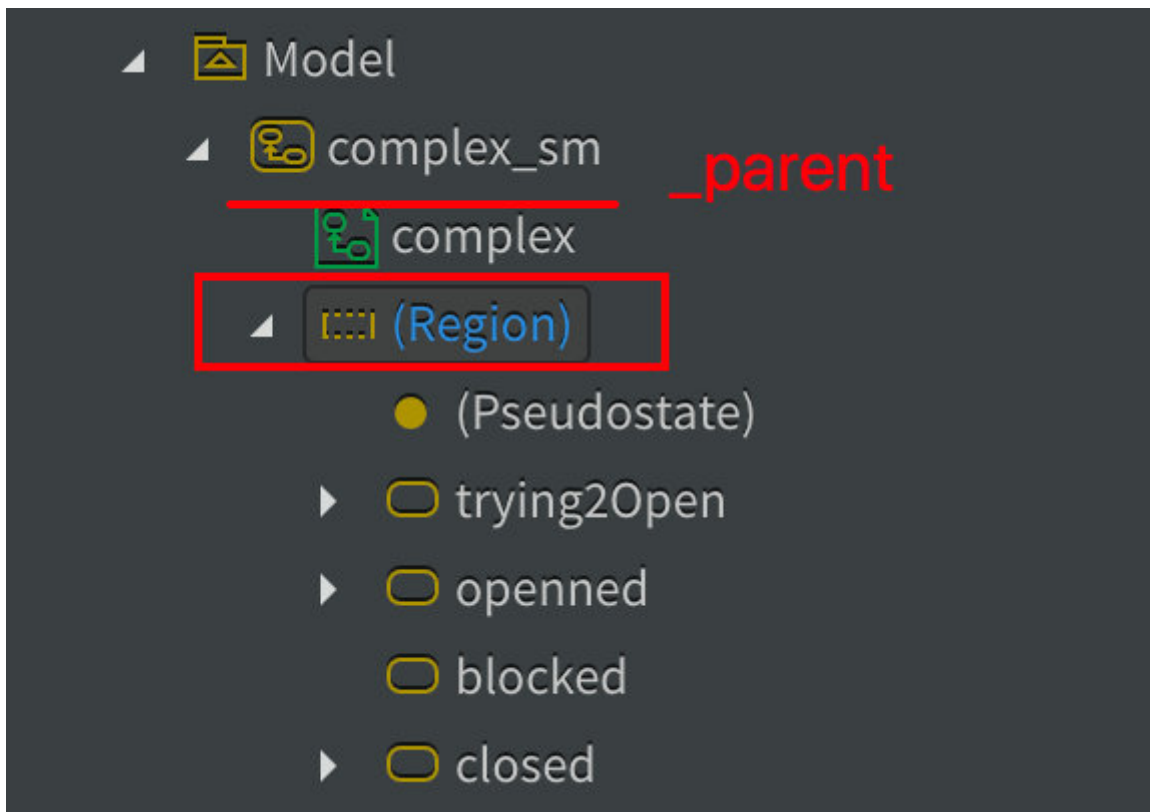 Model
complex_sm
_parent
complex
(Region)
(Pseudostate)
trying2Open
openned
blocked
closed